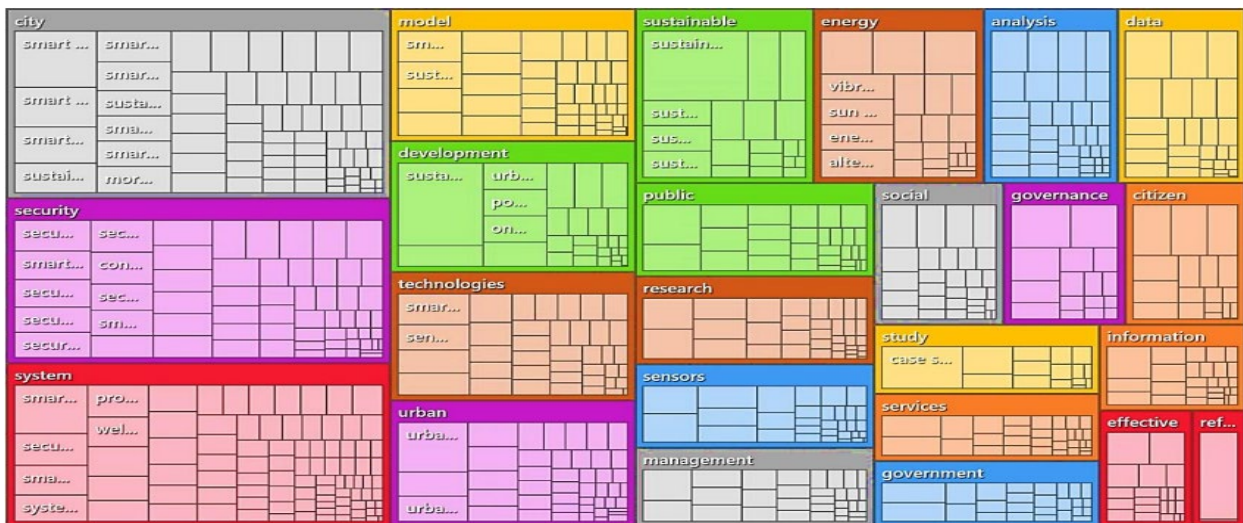 city
smart ...
smart ...
smart...
sustai...
smar...
smar...
susta...
sma...
smar...
mor...
security
secu...
smart...
secu...
secu...
secur...
sec...
con...
sec...
sm...
system
smar...
secu...
sma...
syste...
pro...
wel...
model
sm...
sust...
development
susta...
urb...
po...
on...
technologies
smar...
sen...
urban
urba...
urba...
sustainable
sustain...
sust...
sus...
sust...
energy
vibr...
sun ...
ene...
alte...
analysis
data
public
social
governance
citizen
research
sensors
management
study
case s...
services
government
information
effective
ref...